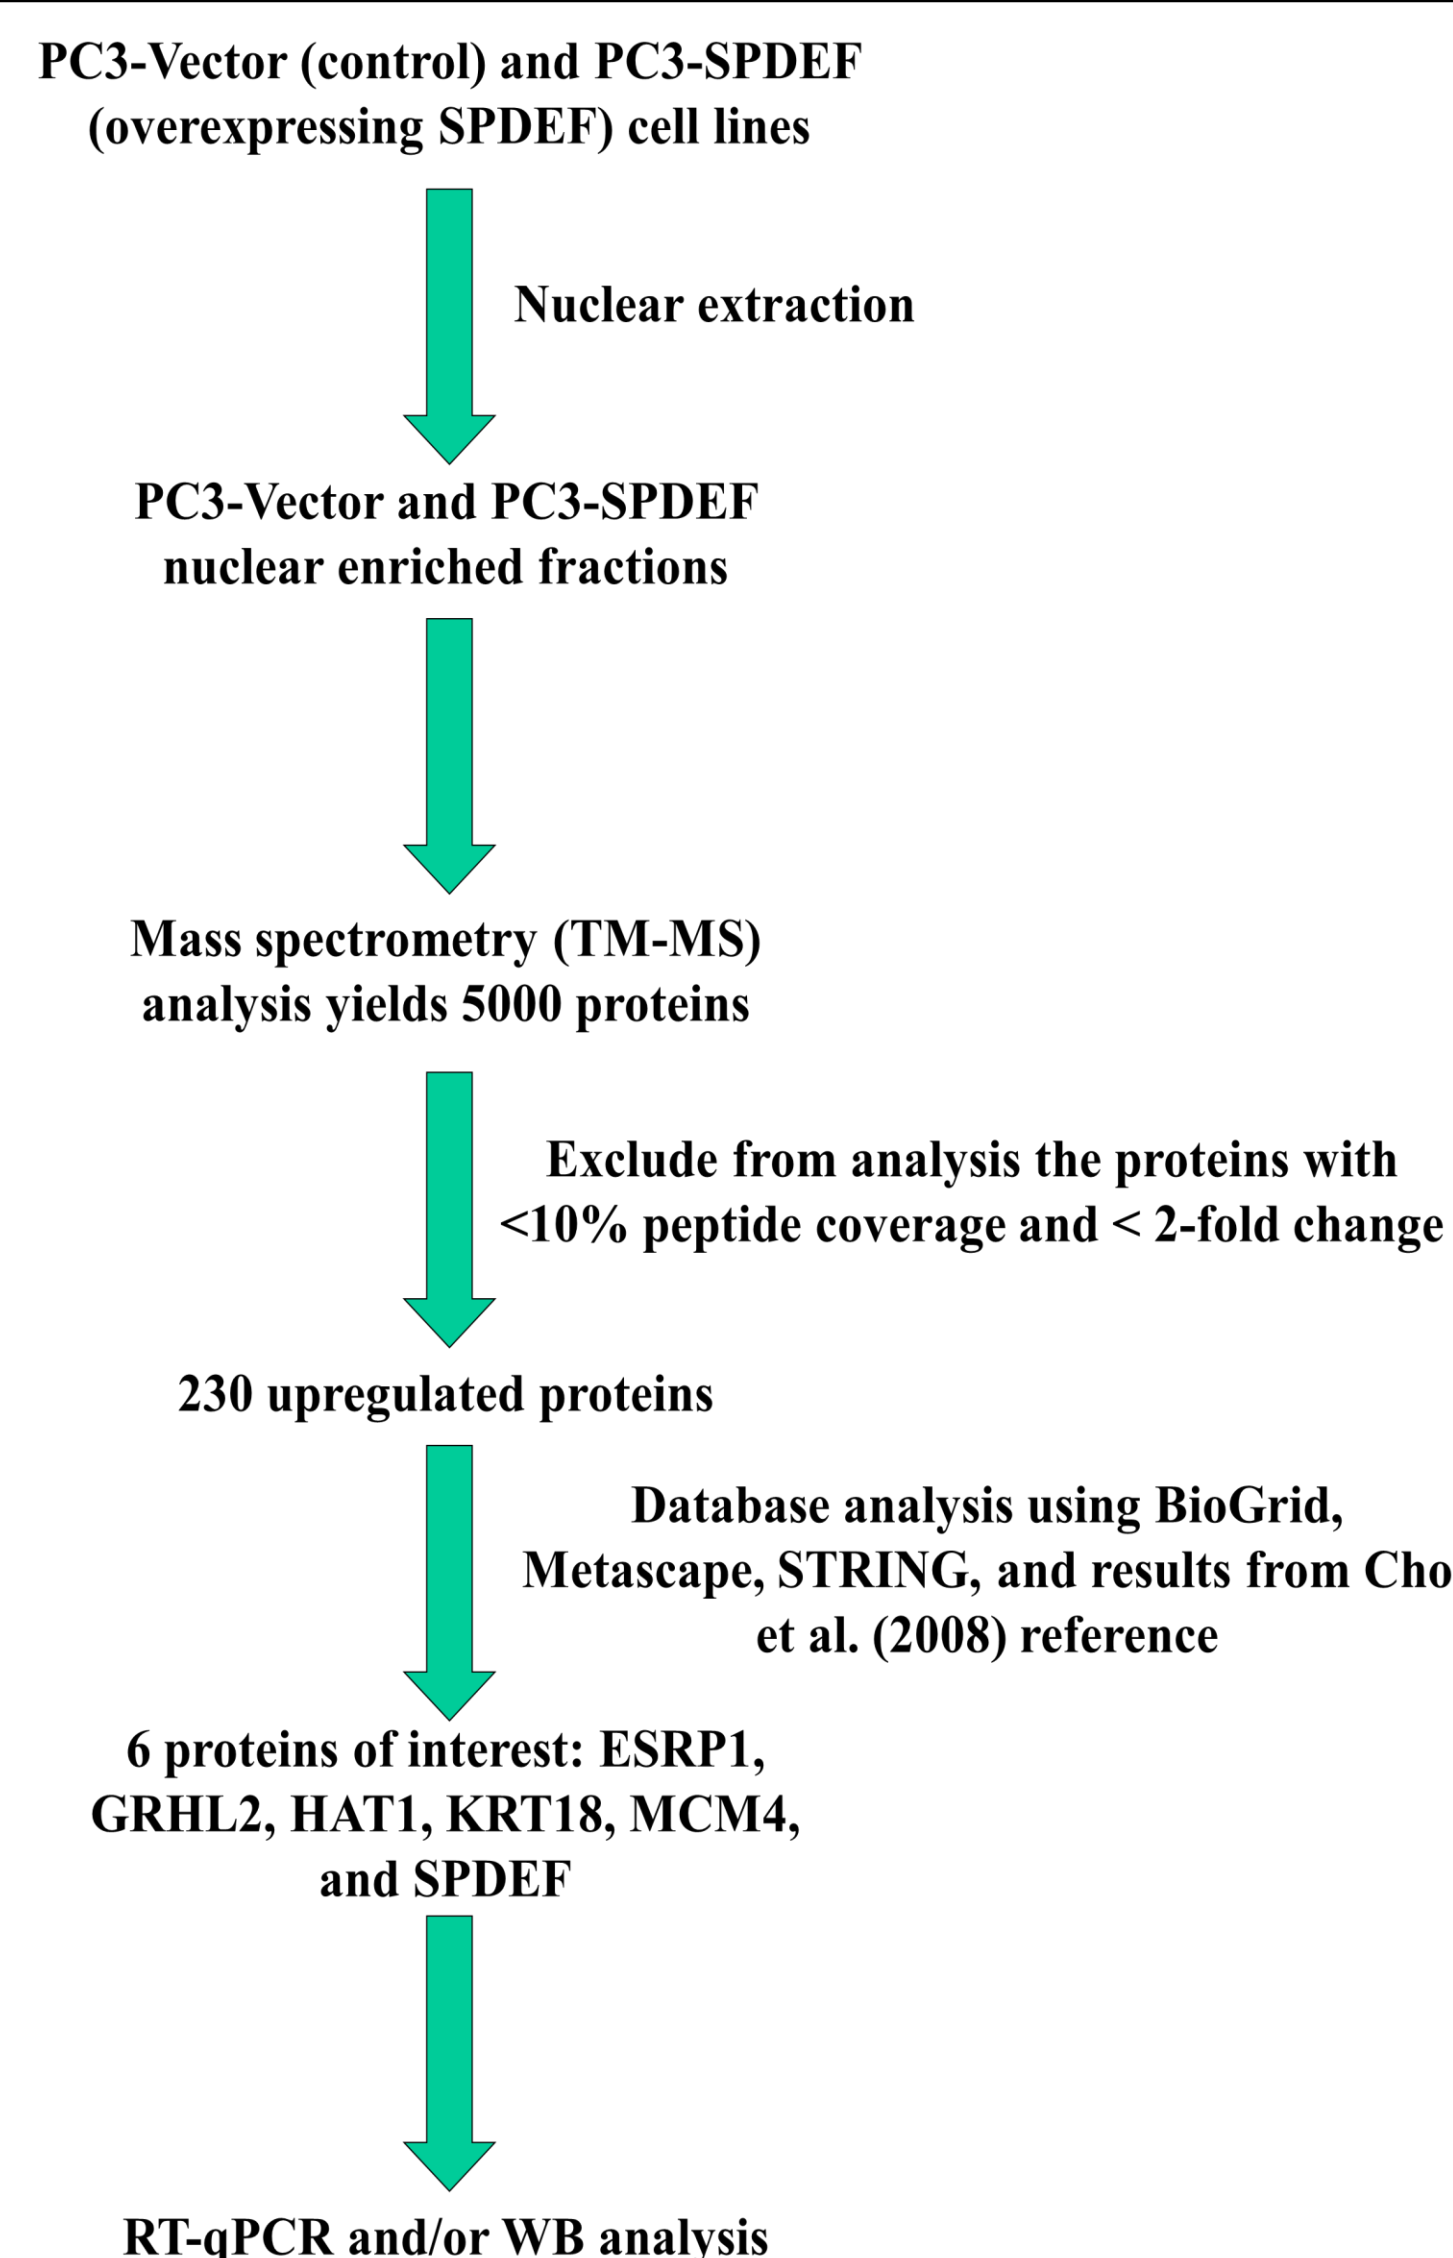 PC3-Vector (control) and PC3-SPDEF
(overexpressing SPDEF) cell lines
Nuclear extraction
PC3-Vector and PC3-SPDEF
nuclear enriched fractions
Mass spectrometry (TM-MS)
analysis yields 5000 proteins
Exclude from analysis the proteins with
<10% peptide coverage and < 2-fold change
230 upregulated proteins
Database analysis using BioGrid,
Metascape, STRING, and results from Cho
et al. (2008) reference
6 proteins of interest: ESRP1,
GRHL2, HAT1, KRT18, MCM4,
and SPDEF
RT-qPCR and/or WB analysis